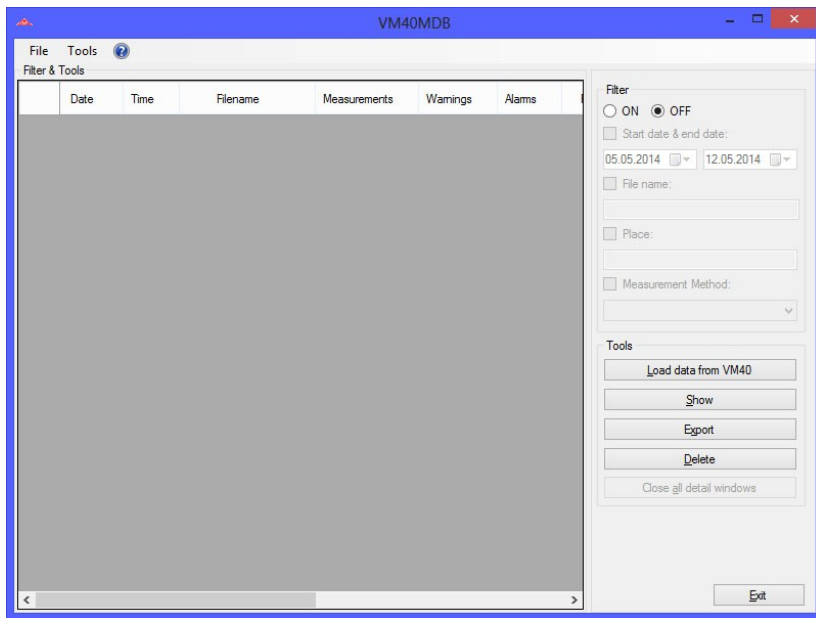 VM40MDB
File Tools
Filter & Tools
Date Time Filename Measurements Warnings Alarms
Filter
ON OFF
Start date & end date:
05.05.2014 12.05.2014
File name:
Place:
Measurement Method:
Tools
Load data from VM40
Show
Export
Delete
Close all detail windows
Exit